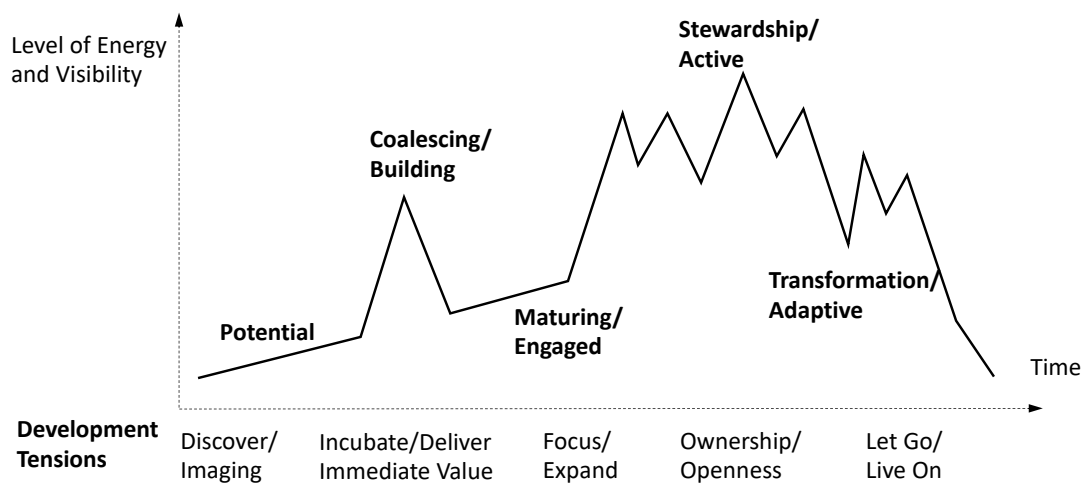 Level of Energy
and Visibility
Stewardship/
Active
Coalescing/
Building
Potential
Maturing/
Engaged
Transformation/
Adaptive
Time
Development
Tensions
Discover/
Imaging
Incubate/Deliver
Immediate Value
Focus/
Expand
Ownership/
Openness
Let Go/
Live On